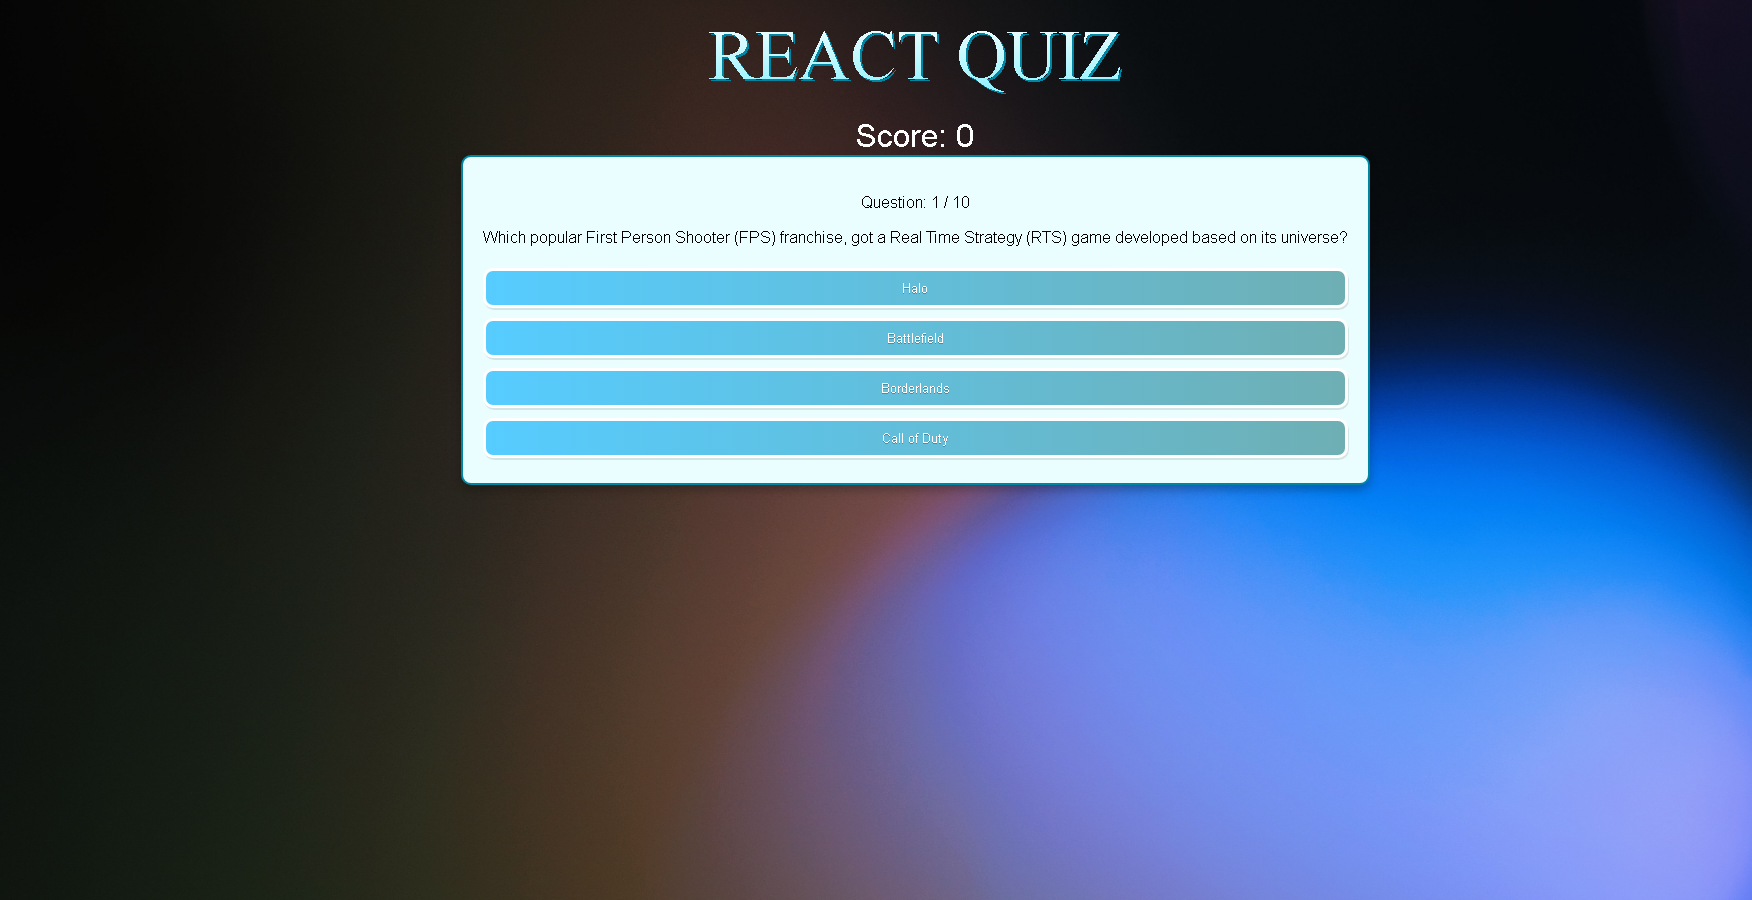 REACT QUIZ
Score: 0
Question: 1 / 10
Which popular First Person Shooter (FPS) franchise, got a Real Time Strategy (RTS) game developed based on its universe?
Halo
Battlefield
Borderlands
Call of Duty